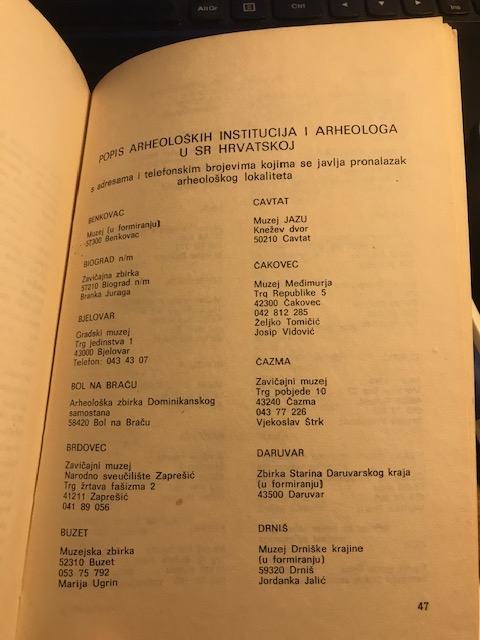 AltGr
Ctrl
Ins
POPIS ARHEOLOŠKIH INSTITUCIJA I ARHEOLOGA
U SR HRVATSKOJ
s adresama i telefonskim brojevima kojima se javlja pronalazak
arheološkog lokaliteta
BENKOVAC
Muzej (u formiranju)
57300 Benkovac
BIOGRAD n/m
Zavičajna zbirka
57210 Biograd n/m
Branka Juraga
BJELOVAR
Gradski muzej
Trg jedinstva 1
43000 Bjelovar
Telefon: 043 43 07
BOL NA BRAČU
Arheološka zbirka Dominikanskog
samostana
58420 Bol na Braču
BRDOVEC
Zavičajni muzej
Narodno sveučilište Zaprešić
Trg žrtava fašizma 2
41211 Zaprešić
041 89 056
BUZET
Muzejska zbirka
52310 Buzet
053 75 792
Marija Ugrin
CAVTAT
Muzej JAZU
Knežev dvor
50210 Cavtat
ČAKOVEC
Muzej Međimurja
Trg Republike 5
42300 Čakovec
042 812 285
Željko Tomičić
Josip Vidović
ČAZMA
Zavičajni muzej
Trg pobjede 10
43240 Čazma
043 77 226
Vjekoslav Štrk
DARUVAR
Zbirka Starina Daruvarskog kraja
(u formiranju)
43500 Daruvar
DRNIŠ
Muzej Drniške krajine
(u formiranju)
59320 Drniš
Jordanka Jalić
47